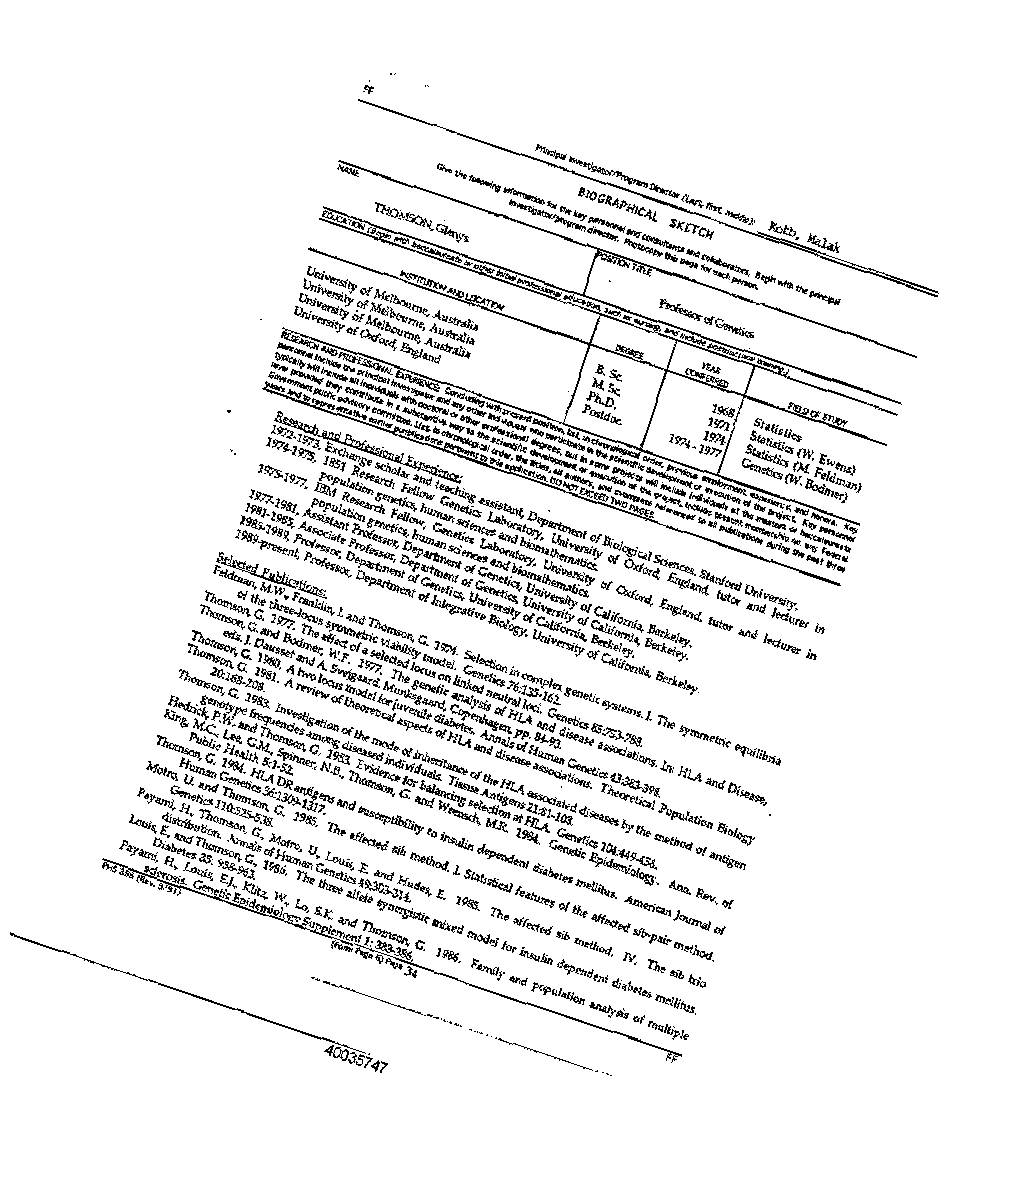 FF
Principal Investigator/Program Director (Last, first, middle): Kotb, Malak
BIOGRAPHICAL SKETCH
Give the following information for the key personnel and consultants and collaborators. Begin with the principal
investigator/program director. Photocopy this page for each person.
NAME
POSITION TITLE
THOMSON, Glenys
Professor of Genetics
EDUCATION (Begin with baccalaureate or other initial professional education, such as nursing, and include postdoctoral training.)
INSTITUTION AND LOCATION
DEGREE
YEAR CONFERRED
FIELD OF STUDY
University of Melbourne, Australia B. Sc. 1968 Statistics
University of Melbourne, Australia M. Sc. 1971 Statistics (W. Ewens)
University of Melbourne, Australia Ph.D. 1974 Statistics (M. Feldman)
University of Oxford, England Postdoc. 1974 - 1977 Genetics (W. Bodmer)
RESEARCH AND PROFESSIONAL EXPERIENCE: Concluding with present position, list, in chronological order, previous employment, experience, and honors. Key
personnel include the principal investigator and any other individuals who participate in the scientific development or execution of the project. Key personnel
typically will include all individuals with doctoral or other professional degrees, but in some projects will include individuals at the masters or baccalaureate
level provided they contribute in a substantive way to the scientific development or execution of the project. Include present membership on any Federal
Government public advisory committee. List, in chronological order, the titles, all authors, and complete references to all publications during the past three
years and to representative earlier publications pertinent to this application. DO NOT EXCEED TWO PAGES.
Research and Professional Experience:
1972-1973, Exchange scholar and teaching assistant, Department of Biological Sciences, Stanford University.
1974-1975, 1851 Research Fellow Genetics Laboratory, University of Oxford, England, tutor and lecturer in
population genetics, human sciences and biomathematics.
1975-1977, IBM Research Fellow, Genetics Laboratory, University of Oxford, England, tutor and lecturer in
population genetics, human sciences and biomathematics.
1977-1981, Assistant Professor, Department of Genetics, University of California, Berkeley.
1981-1985, Associate Professor, Department of Genetics, University of California, Berkeley.
1985-1989, Professor, Department of Genetics, University of California, Berkeley.
1989-present, Professor, Department of Integrative Biology, University of California, Berkeley.
Selected Publications:
Feldman, M.W., Franklin, I. and Thomson, G. 1974. Selection in complex genetic systems. I. The symmetric equilibria
of the three-locus symmetric viability model. Genetics 76:135-162.
Thomson, G. 1977. The effect of a selected locus on linked neutral loci. Genetics 85:753-788.
Thomson, G. and Bodmer, W.F. 1977. The genetic analysis of HLA and disease associations. In: HLA and Disease,
eds. J. Dausset and A. Svejgaard, Munksgaard, Copenhagen, pp. 84-93.
Thomson, G. 1980. A two locus model for juvenile diabetes. Annals of Human Genetics 43:383-398.
Thomson, G. 1981. A review of theoretical aspects of HLA and disease associations. Theoretical Population Biology
20:168-208.
Thomson, G. 1983. Investigation of the mode of inheritance of the HLA associated diseases by the method of antigen
genotype frequencies among diseased individuals. Tissue Antigens 21:81-103.
Hedrick, P.W. and Thomson, G. 1983. Evidence for balancing selection at HLA. Genetics 104:449-456.
King, M.C., Lee, G.M., Spinner, N.B., Thomson, G. and Wrensch, M.R. 1984. Genetic Epidemiology. Ann. Rev. of
Public Health 5:1-52.
Thomson, G. 1984. HLA DR antigens and susceptibility to insulin dependent diabetes mellitus. American Journal of
Human Genetics 36:1309-1317.
Motro, U. and Thomson, G. 1985. The affected sib method. I. Statistical features of the affected sib-pair method.
Genetics 110:525-538.
Payami, H., Thomson, G., Motro, U., Louis, E. and Hudes, E. 1985. The affected sib method. IV. The sib trio
distribution. Annals of Human Genetics 49:303-314.
Louis, E. and Thomson, G., 1986. The three allele synergistic mixed model for insulin dependent diabetes mellitus.
Diabetes 35: 958-963.
Payami, H., Louis, E.J., Klitz, W., Lo, S.K. and Thomson, G. 1986. Family and population analysis of multiple
sclerosis. Genetic Epidemiology Supplement 1: 383-386.
PHS 398 (Rev. 9/91)
(Form Page 6) Page 34
FF
40035747